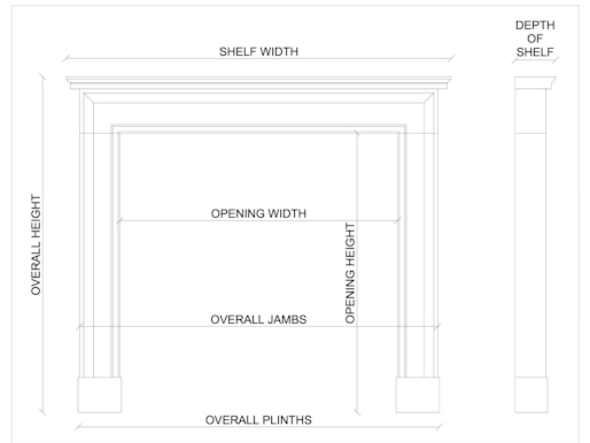 DEPTH
OF
SHELF
SHELF WIDTH
OVERALL HEIGHT
OPENING WIDTH
OPENING HEIGHT
OVERALL JAMBS
OVERALL PLINTHS